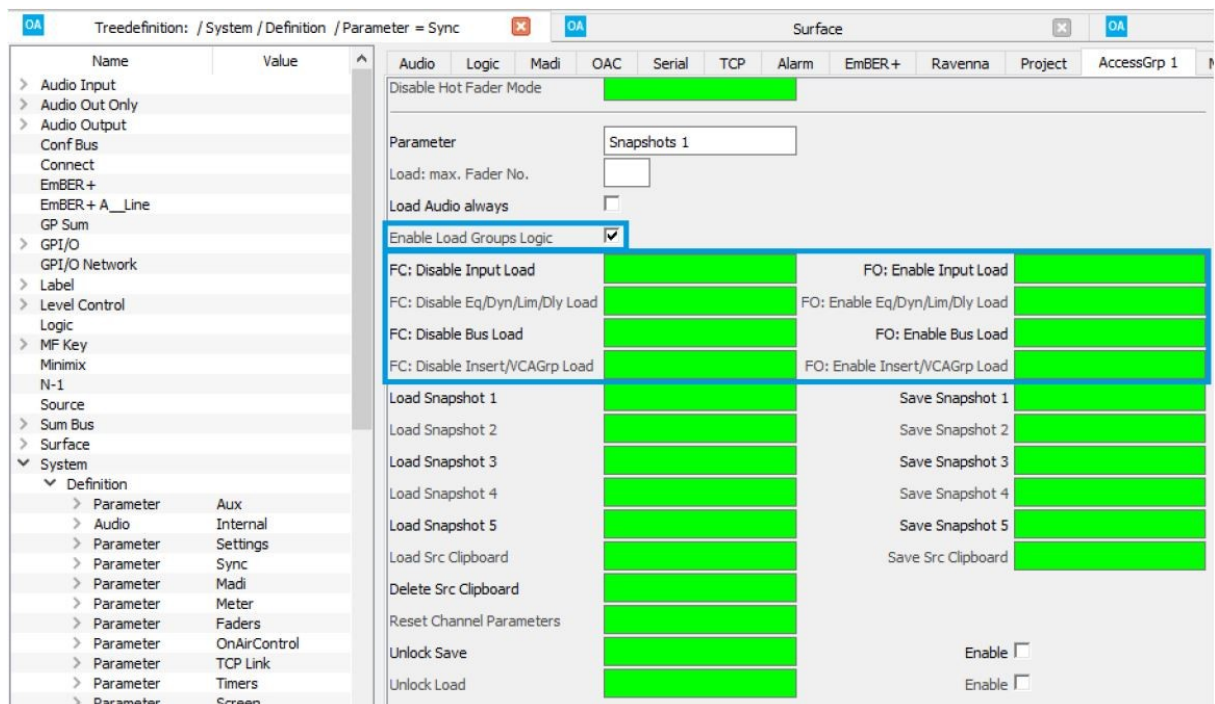 OA Treedefinition: / System / Definition / Parameter = Sync OA Surface OA
Name Value
Audio Input
Audio Out Only
Audio Output
Conf Bus
Connect
EmBER+
EmBER+ A__Line
GP Sum
GPI/O
GPI/O Network
Label
Level Control
Logic
MF Key
Minimix
N-1
Source
Sum Bus
Surface
System
Definition
Parameter Aux
Audio Internal
Parameter Settings
Parameter Sync
Parameter Madi
Parameter Meter
Parameter Faders
Parameter OnAirControl
Parameter TCP Link
Parameter Timers
Parameter Screen
Audio Logic Madi OAC Serial TCP Alarm EmBER+ Ravenna Project AccessGrp 1
Disable Hot Fader Mode
Parameter Snapshots 1
Load: max. Fader No.
Load Audio always
Enable Load Groups Logic
FC: Disable Input Load FO: Enable Input Load
FC: Disable Eq/Dyn/Lim/Dly Load FO: Enable Eq/Dyn/Lim/Dly Load
FC: Disable Bus Load FO: Enable Bus Load
FC: Disable Insert/VCAGrp Load FO: Enable Insert/VCAGrp Load
Load Snapshot 1 Save Snapshot 1
Load Snapshot 2 Save Snapshot 2
Load Snapshot 3 Save Snapshot 3
Load Snapshot 4 Save Snapshot 4
Load Snapshot 5 Save Snapshot 5
Load Src Clipboard Save Src Clipboard
Delete Src Clipboard
Reset Channel Parameters
Unlock Save Enable
Unlock Load Enable